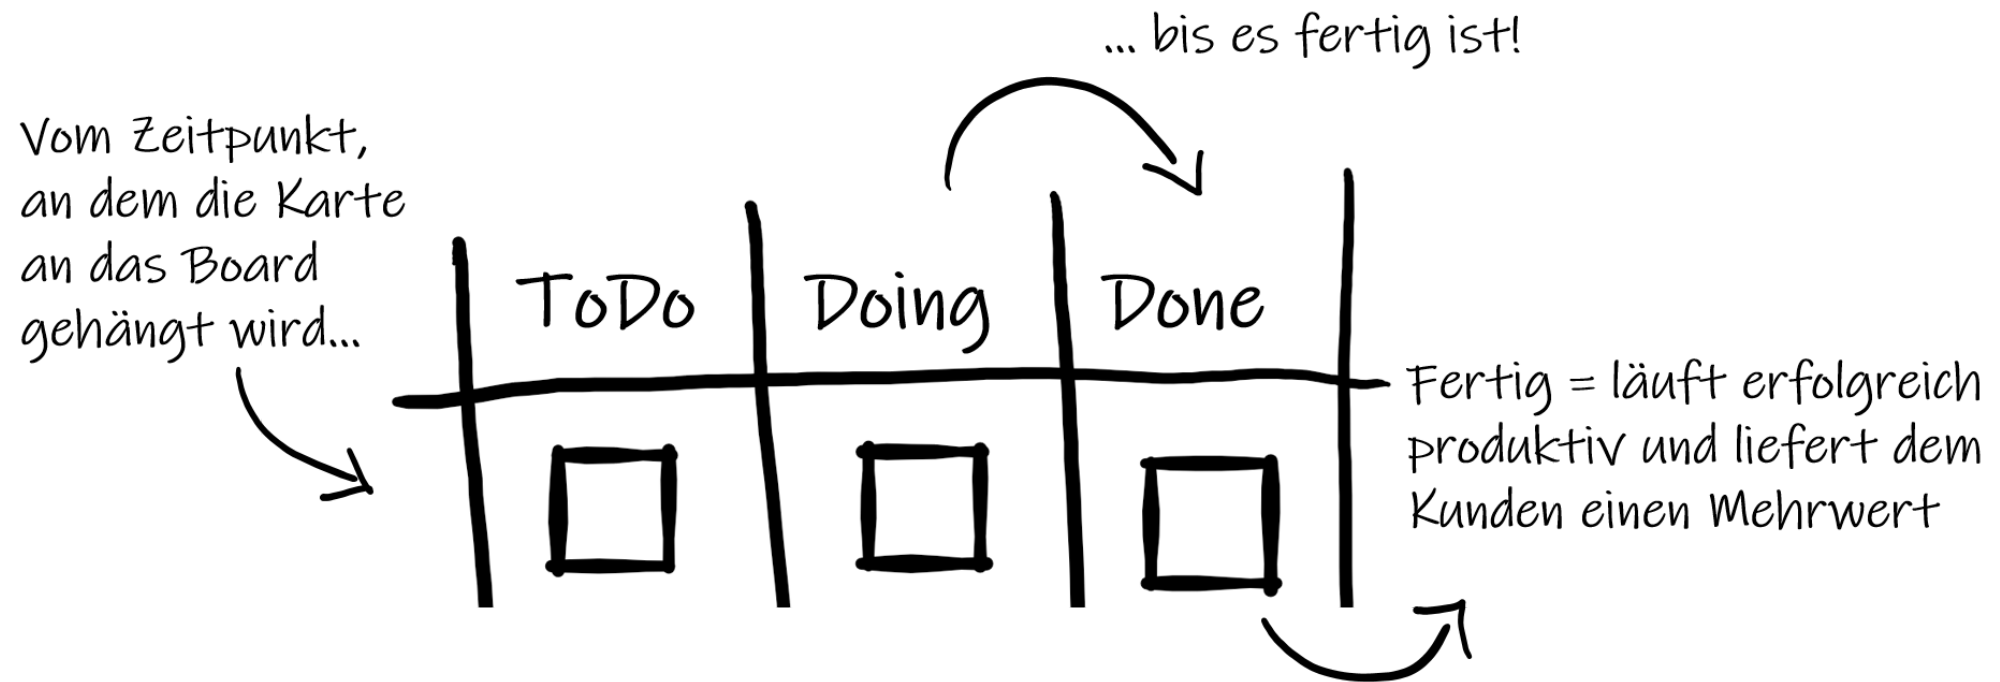 ... bis es fertig ist!
Vom Zeitpunkt,
an dem die Karte
an das Board
gehängt wird...
ToDo
Doing
Done
Fertig = läuft erfolgreich
produktiv und liefert dem
Kunden einen Mehrwert